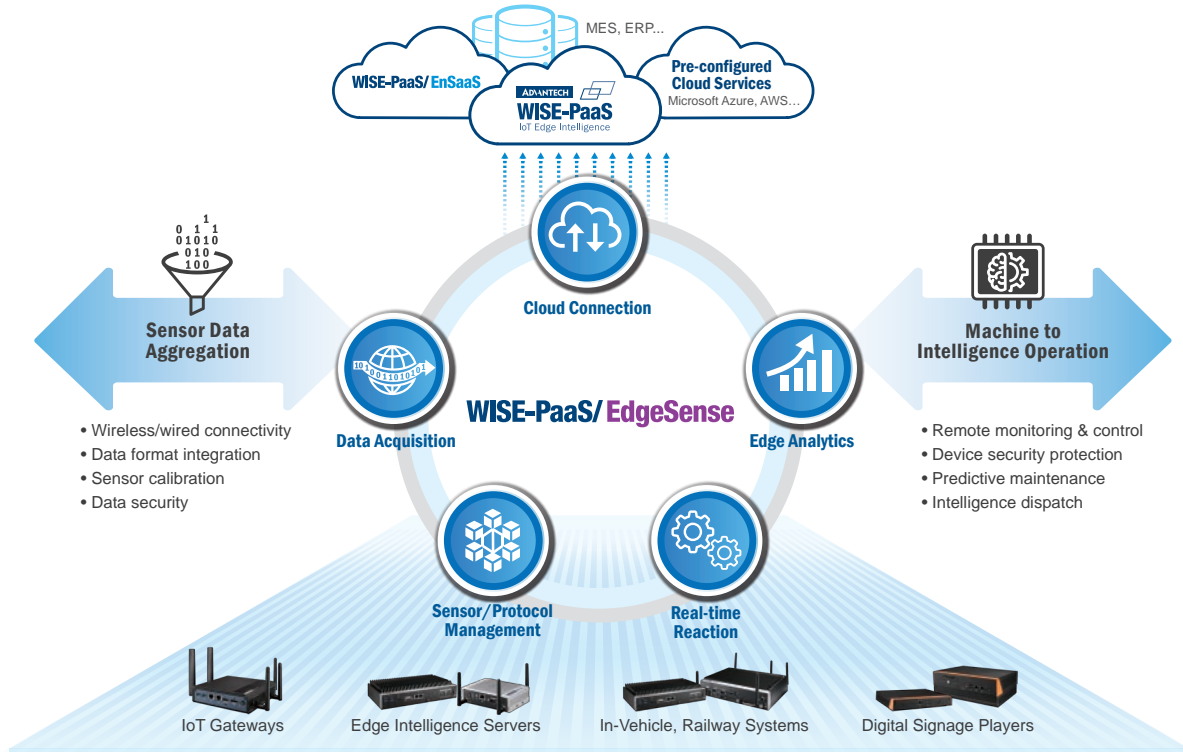 MES, ERP...
WISE-PaaS/EnSaaS
Pre-configured
Cloud Services
Microsoft Azure, AWS...
ADVANTECH
WISE-PaaS
IoT Edge Intelligence
1
0 1 1
01010
010
100
Cloud Connection
Sensor Data
Aggregation
Machine to
Intelligence Operation
101001101010101
WISE-PaaS/EdgeSense
Data Acquisition
Edge Analytics
• Wireless/wired connectivity
• Data format integration
• Sensor calibration
• Data security
• Remote monitoring & control
• Device security protection
• Predictive maintenance
• Intelligence dispatch
Sensor/Protocol
Management
Real-time
Reaction
IoT Gateways
Edge Intelligence Servers
In-Vehicle, Railway Systems
Digital Signage Players